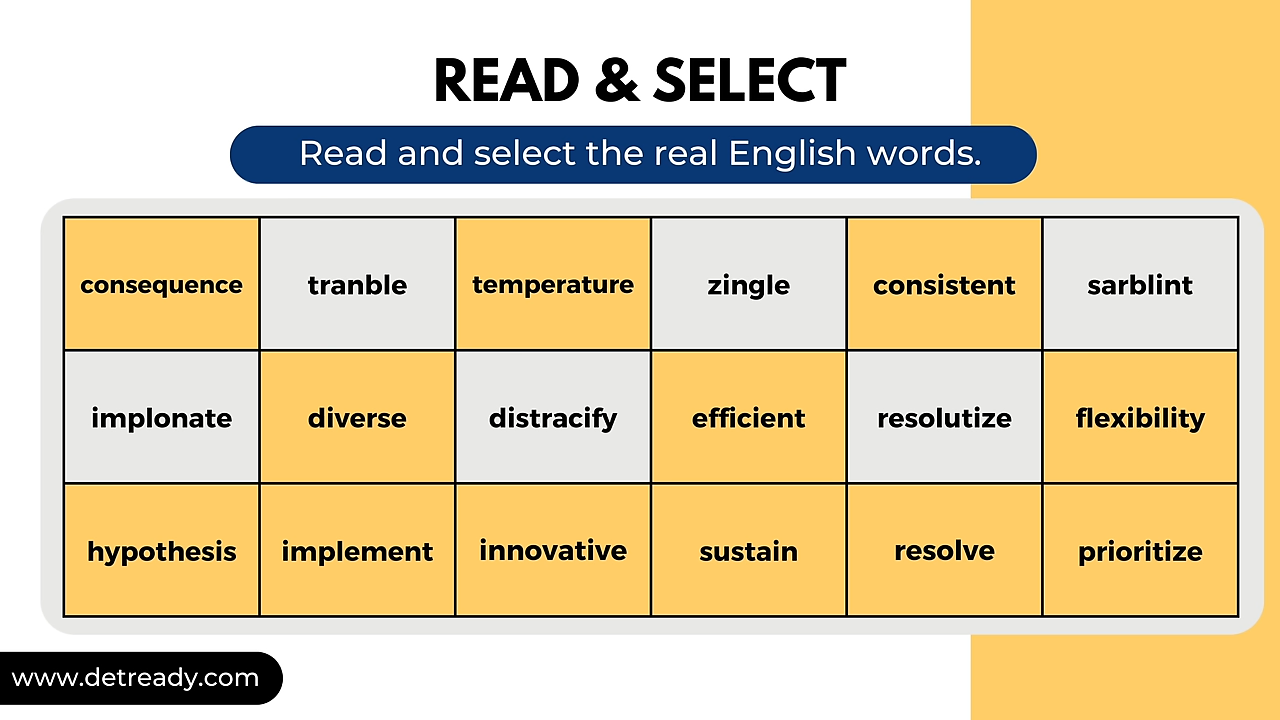 READ & SELECT
Read and select the real English words.
consequence tranble temperature zingle consistent sarblint
implonate diverse distracify efficient resolutize flexibility
hypothesis implement innovative sustain resolve prioritize
www.detready.com